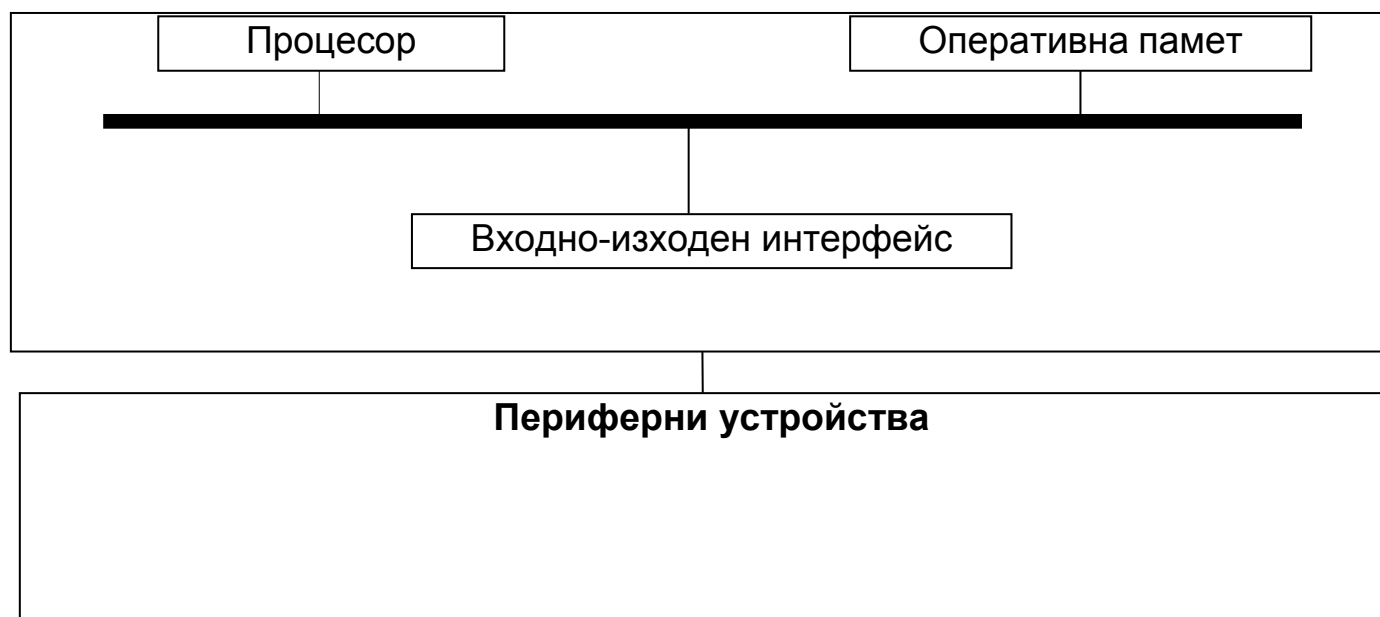 Процесор
Оперативна памет
Входно-изходен интерфейс
Периферни устройства